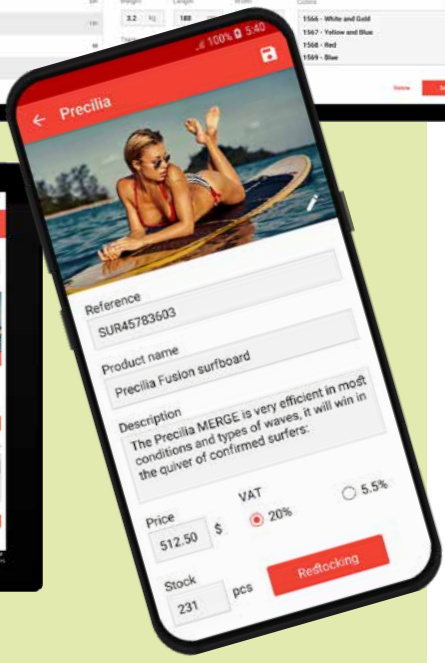 Weight
Length
Width
Colors
3.2 kg
188
1566 - White and Gold
1567 - Yellow and Blue
1568 - Red
1569 - Blue
Delete
100% 5:40
← Precilia
Reference
SUR45783603
Product name
Precilia Fusion surfboard
Description
The Precilia MERGE is very efficient in most
conditions and types of waves, it will win in
the quiver of confirmed surfers:
Price
VAT
512.50 $
20%
5.5%
Stock
231 pcs
Restocking